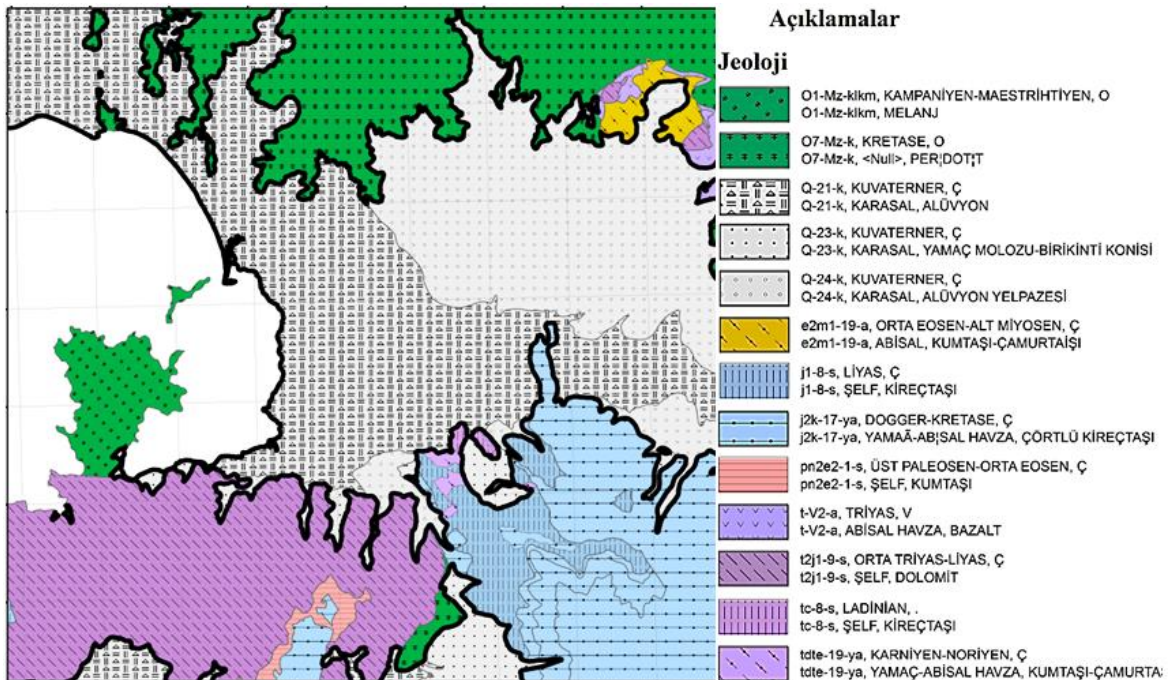 Açıklamalar
Jeoloji
O1-Mz-klkm, KAMPANİYEN-MAESTRİHTİYEN, O
O1-Mz-klkm, MELANJ
O7-Mz-k, KRETASE, O
O7-Mz-k, <Null>, PER¦DOT¦T
Q-21-k, KUVATERNER, Ç
Q-21-k, KARASAL, ALÜVYON
Q-23-k, KUVATERNER, Ç
Q-23-k, KARASAL, YAMAÇ MOLOZU-BİRİKİNTİ KONİSİ
Q-24-k, KUVATERNER, Ç
Q-24-k, KARASAL, ALÜVYON YELPAZESİ
e2m1-19-a, ORTA EOSEN-ALT MİYOSEN, Ç
e2m1-19-a, ABİSAL, KUMTAŞI-ÇAMURTAİŞI
j1-8-s, LİYAS, Ç
j1-8-s, ŞELF, KİREÇTAŞI
j2k-17-ya, DOGGER-KRETASE, Ç
j2k-17-ya, YAMAÃ-AB¦SAL HAVZA, ÇÖRTLÜ KİREÇTAŞI
pn2e2-1-s, ÜST PALEOSEN-ORTA EOSEN, Ç
pn2e2-1-s, ŞELF, KUMTAŞI
t-V2-a, TRİYAS, V
t-V2-a, ABİSAL HAVZA, BAZALT
t2j1-9-s, ORTA TRİYAS-LİYAS, Ç
t2j1-9-s, ŞELF, DOLOMİT
tc-8-s, LADİNİAN, .
tc-8-s, ŞELF, KİREÇTAŞI
tdte-19-ya, KARNİYEN-NORİYEN, Ç
tdte-19-ya, YAMAÇ-ABİSAL HAVZA, KUMTAŞI-ÇAMURTA